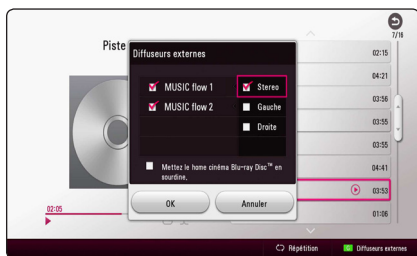 7/16
Piste
Diffuseurs externes
02:15
MUSIC flow 1
Stereo
04:21
MUSIC flow 2
Gauche
03:56
Droite
03:55
03:55
Mettez le home cinéma Blu-ray Disc™ en
sourdine.
04:41
OK
Annuler
03:53
02:05
01:06
Répétition
Diffuseurs externes